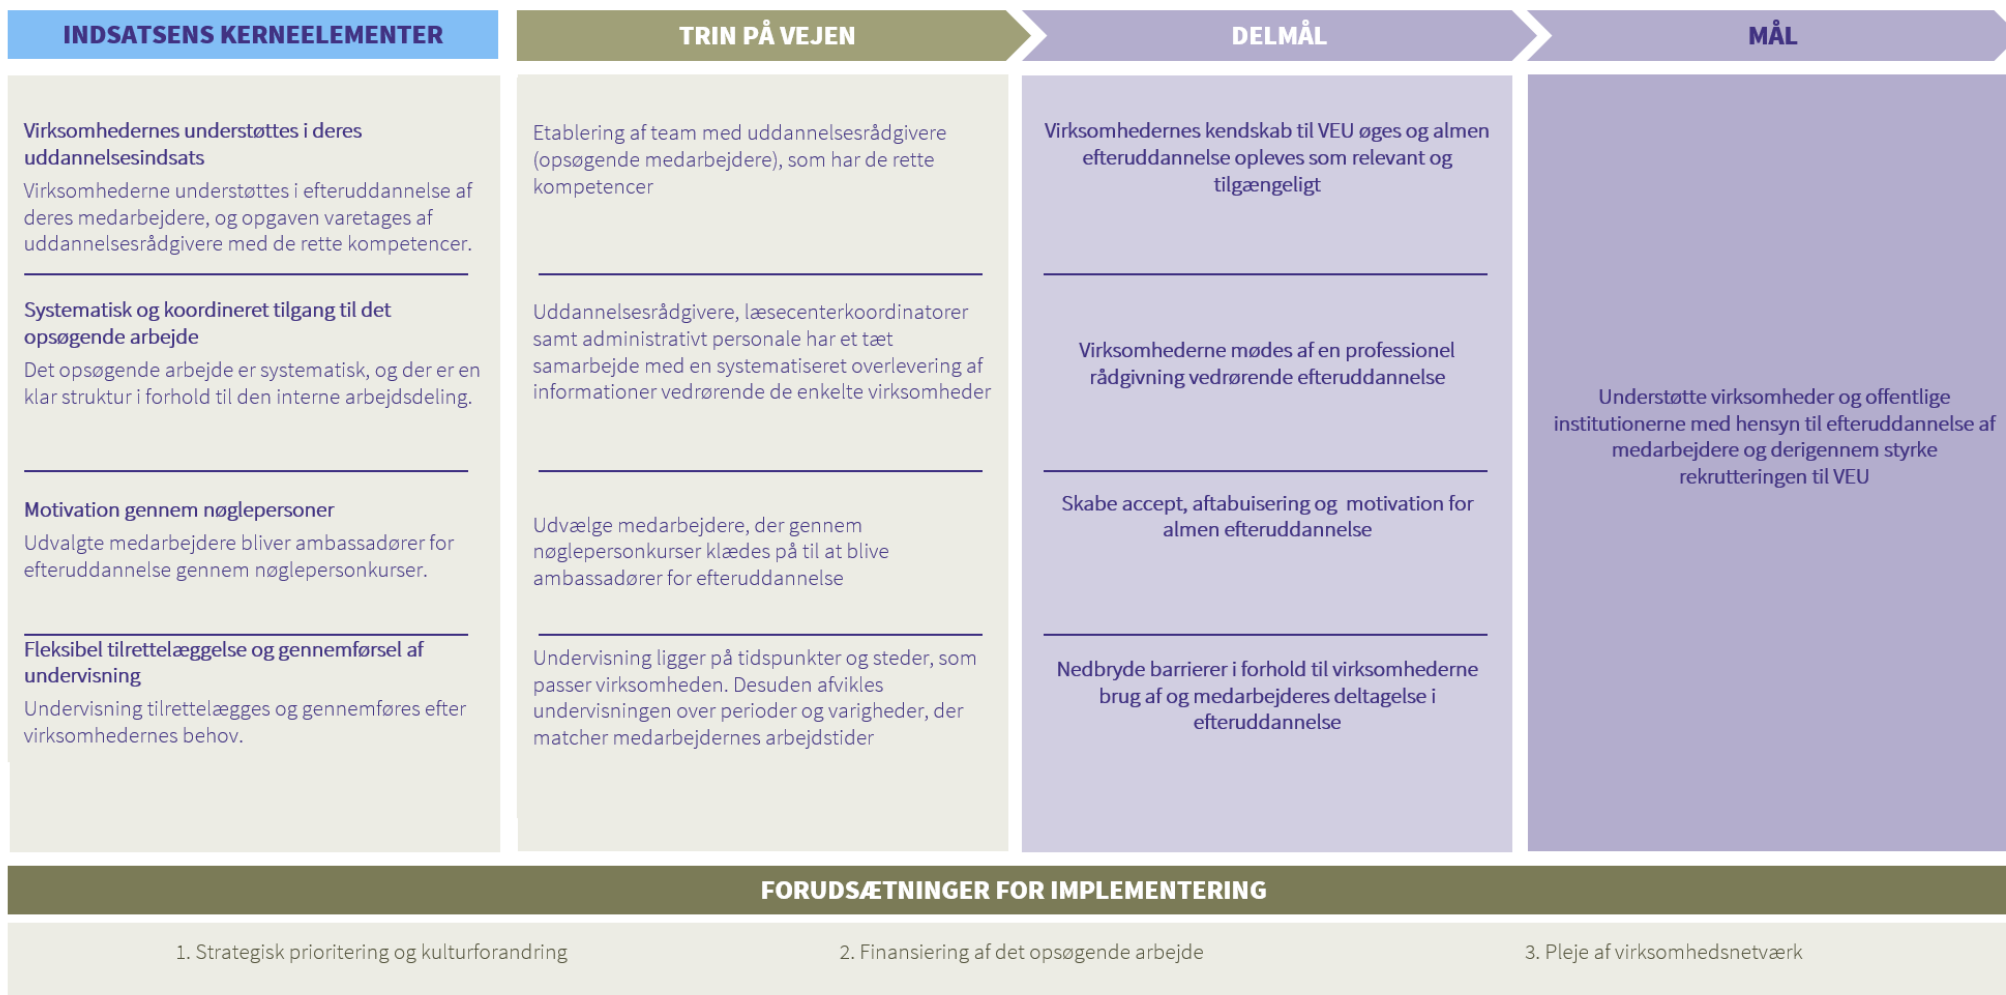 INDSATSENS KERNEELEMENTER
TRIN PÅ VEJEN
DELMÅL
MÅL
Virksomhedernes understøttes i deres
uddannelsesindsats
Virksomhederne understøttes i efteruddannelse af
deres medarbejdere, og opgaven varetages af
uddannelsesrådgivere med de rette kompetencer.
Systematisk og koordineret tilgang til det
opsøgende arbejde
Det opsøgende arbejde er systematisk, og der er en
klar struktur i forhold til den interne arbejdsdeling.
Motivation gennem nøglepersoner
Udvalgte medarbejdere bliver ambassadører for
efteruddannelse gennem nøglepersonkurser.
Fleksibel tilrettelæggelse og gennemførsel af
undervisning
Undervisning tilrettelægges og gennemføres efter
virksomhedernes behov.
Etablering af team med uddannelsesrådgivere
(opsøgende medarbejdere), som har de rette
kompetencer
Uddannelsesrådgivere, læsecenterkoordinatorer
samt administrativt personale har et tæt
samarbejde med en systematiseret overlevering af
informationer vedrørende de enkelte virksomheder
Udvælge medarbejdere, der gennem
nøglepersonkurser klædes på til at blive
ambassadører for efteruddannelse
Undervisning ligger på tidspunkter og steder, som
passer virksomheden. Desuden afvikles
undervisningen over perioder og varigheder, der
matcher medarbejdernes arbejdstider
Virksomhedernes kendskab til VEU øges og almen
efteruddannelse opleves som relevant og
tilgængeligt
Virksomhederne mødes af en professionel
rådgivning vedrørende efteruddannelse
Skabe accept, aftabuisering og  motivation for
almen efteruddannelse
Nedbryde barrierer i forhold til virksomhederne
brug af og medarbejderes deltagelse i
efteruddannelse
Understøtte virksomheder og offentlige
institutionerne med hensyn til efteruddannelse af
medarbejdere og derigennem styrke
rekrutteringen til VEU
FORUDSÆTNINGER FOR IMPLEMENTERING
1. Strategisk prioritering og kulturforandring
2. Finansiering af det opsøgende arbejde
3. Pleje af virksomhedsnetværk